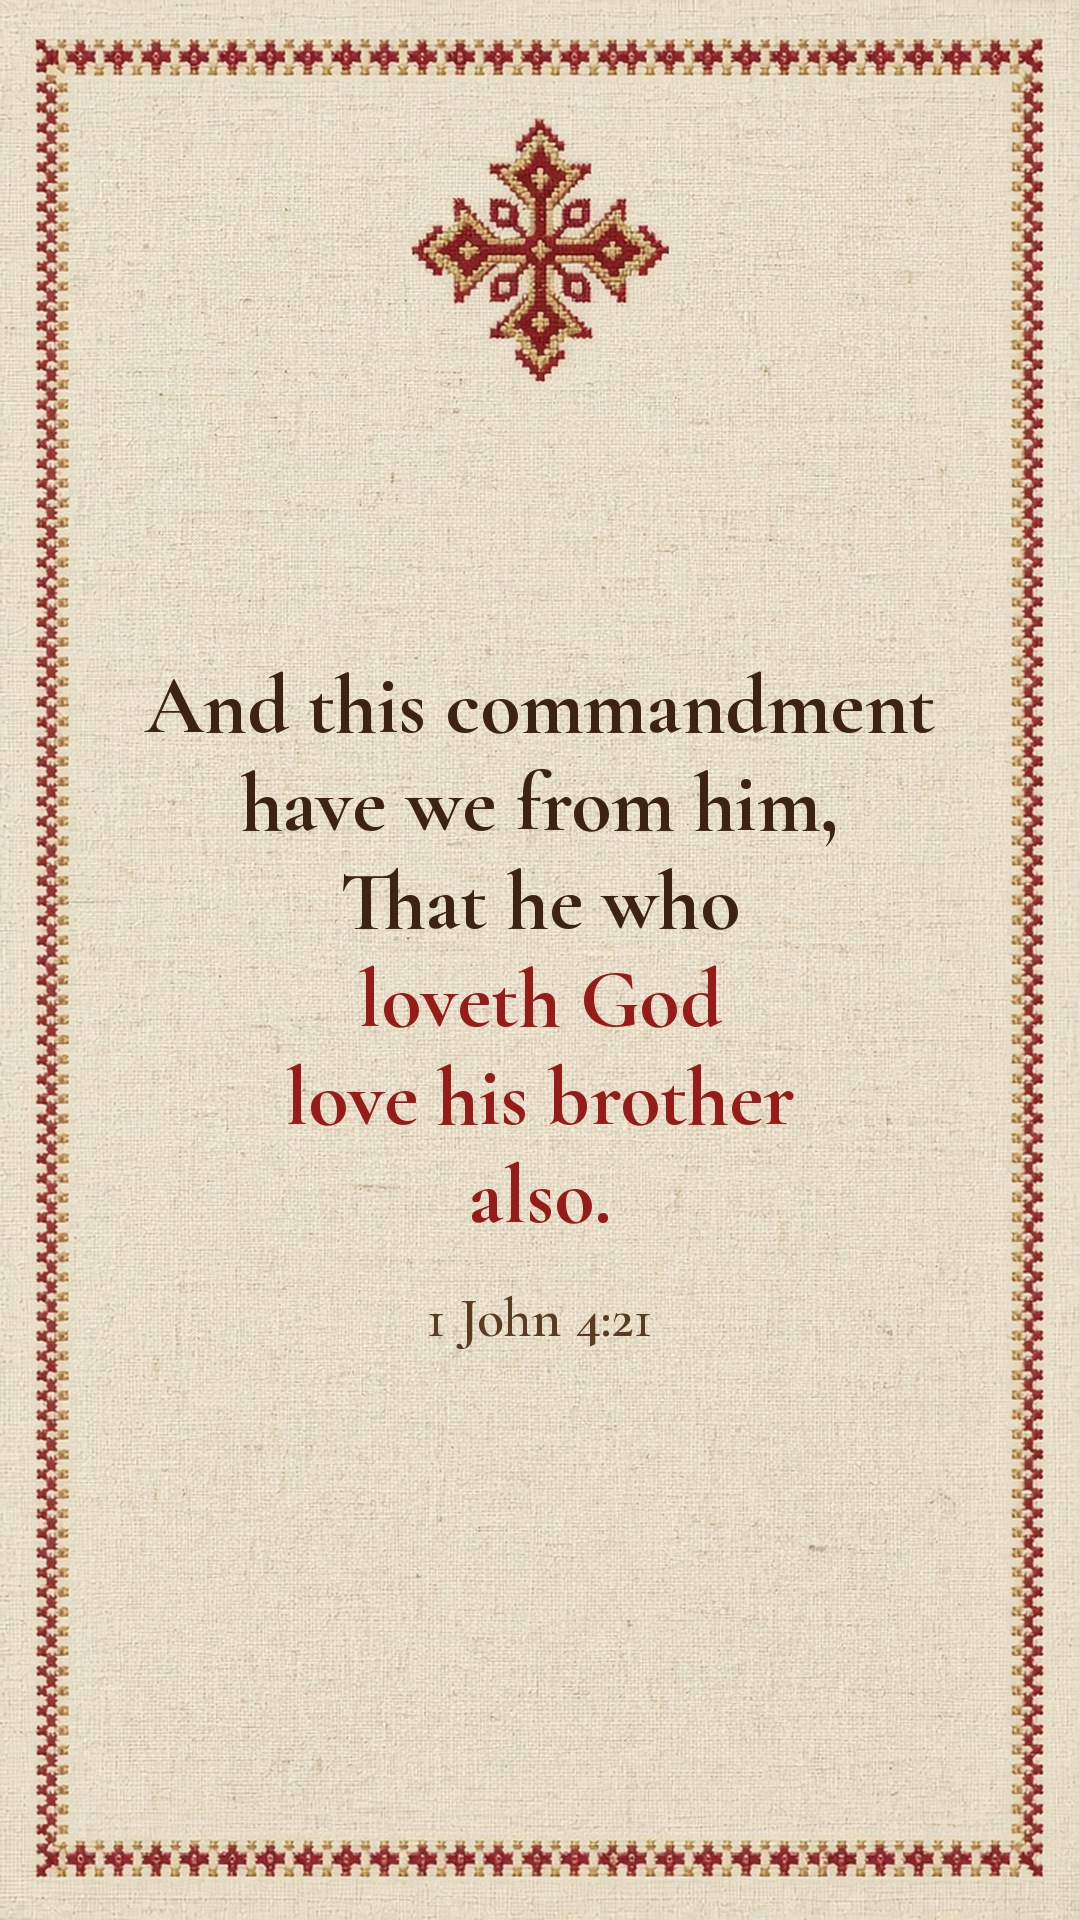 And this commandment
have we from him,
That he who
loveth God
love his brother
also.
1 John 4:21